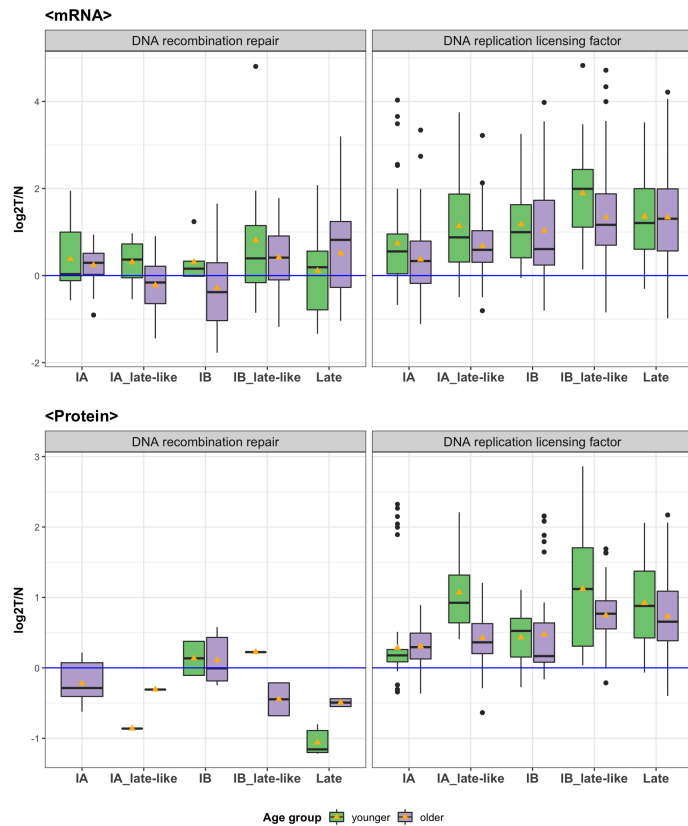 <mRNA>
DNA recombination repair DNA replication licensing factor
log2T/N
4
2
0
-2
IA IA_late-like IB IB_late-like Late IA IA_late-like IB IB_late-like Late
<Protein>
DNA recombination repair DNA replication licensing factor
log2T/N
3
2
1
0
-1
IA IA_late-like IB IB_late-like Late IA IA_late-like IB IB_late-like Late
Age group younger older